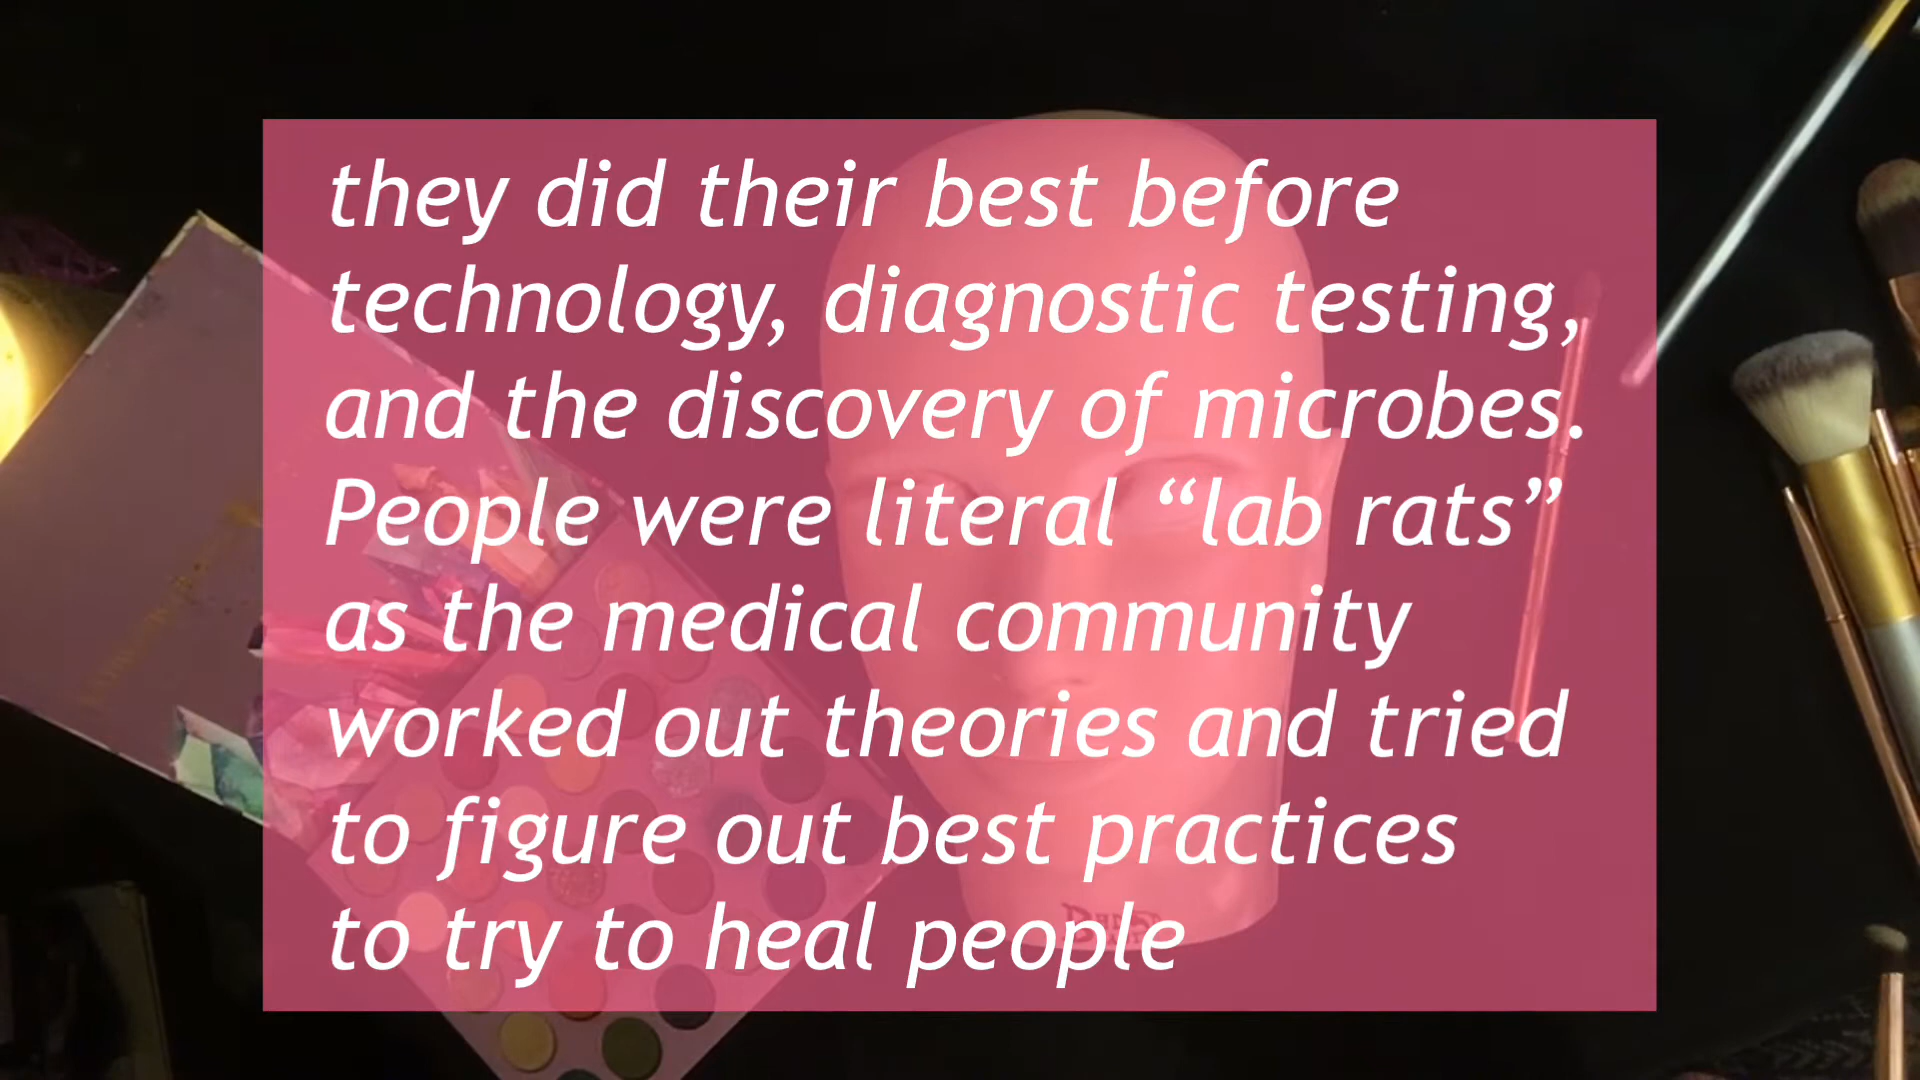 they did their best before
technology, diagnostic testing,
and the discovery of microbes.
People were literal “lab rats”
as the medical community
worked out theories and tried
to figure out best practices
to try to heal people